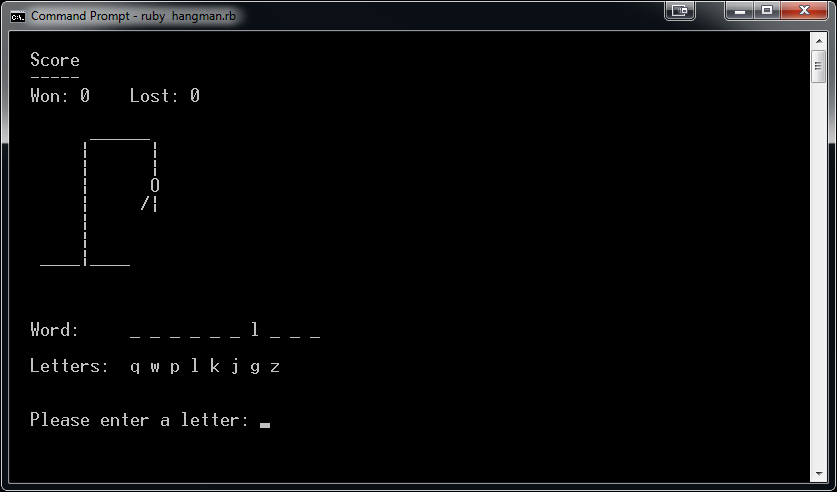 Command Prompt - ruby  hangman.rb
Score
-----
Won: 0    Lost: 0
O
/¦
Word:     _ _ _ _ _ _ l _ _ _
Letters:  q w p l k j g z
Please enter a letter: _